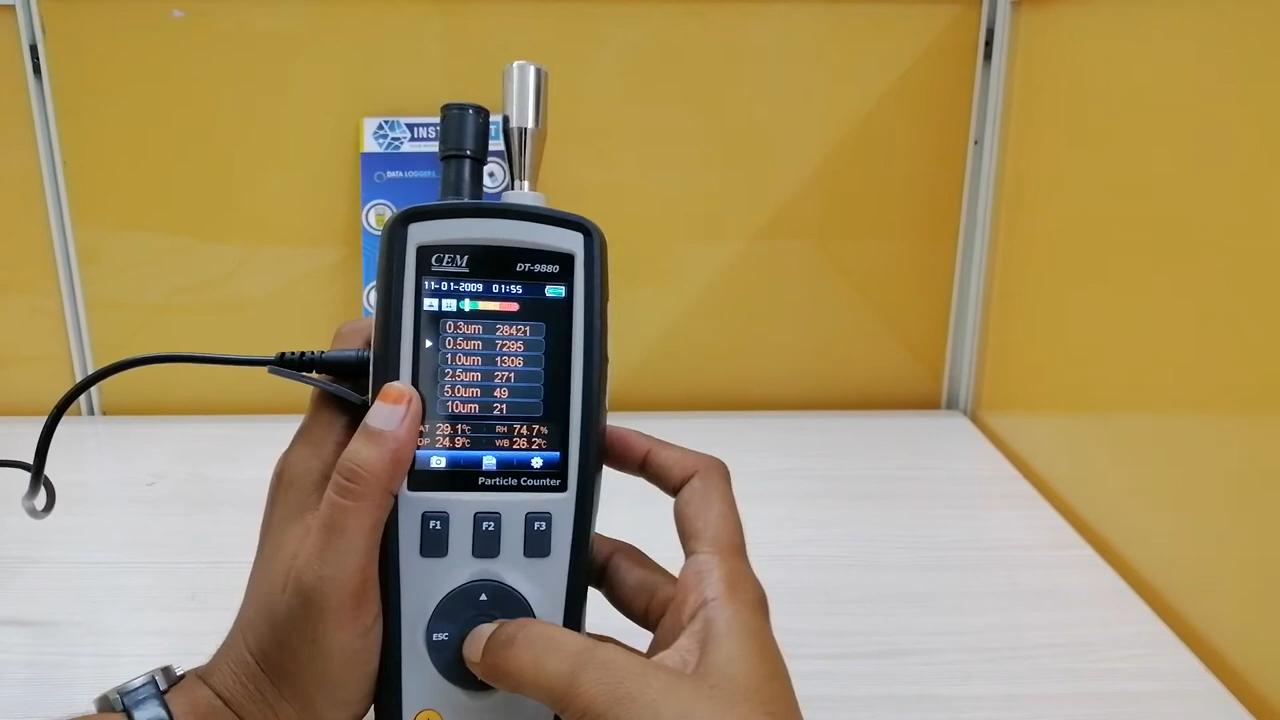 INST
T
DATA LOGGERS
CEM
DT-9880
11-01-2009 01:55
0.3um 28421
0.5um 7295
1.0um 1306
2.5um 271
5.0um 49
10um 21
AT 29.1°C RH 74.7%
DP 24.9°C WB 26.2°C
Particle Counter
F1 F2 F3
ESC